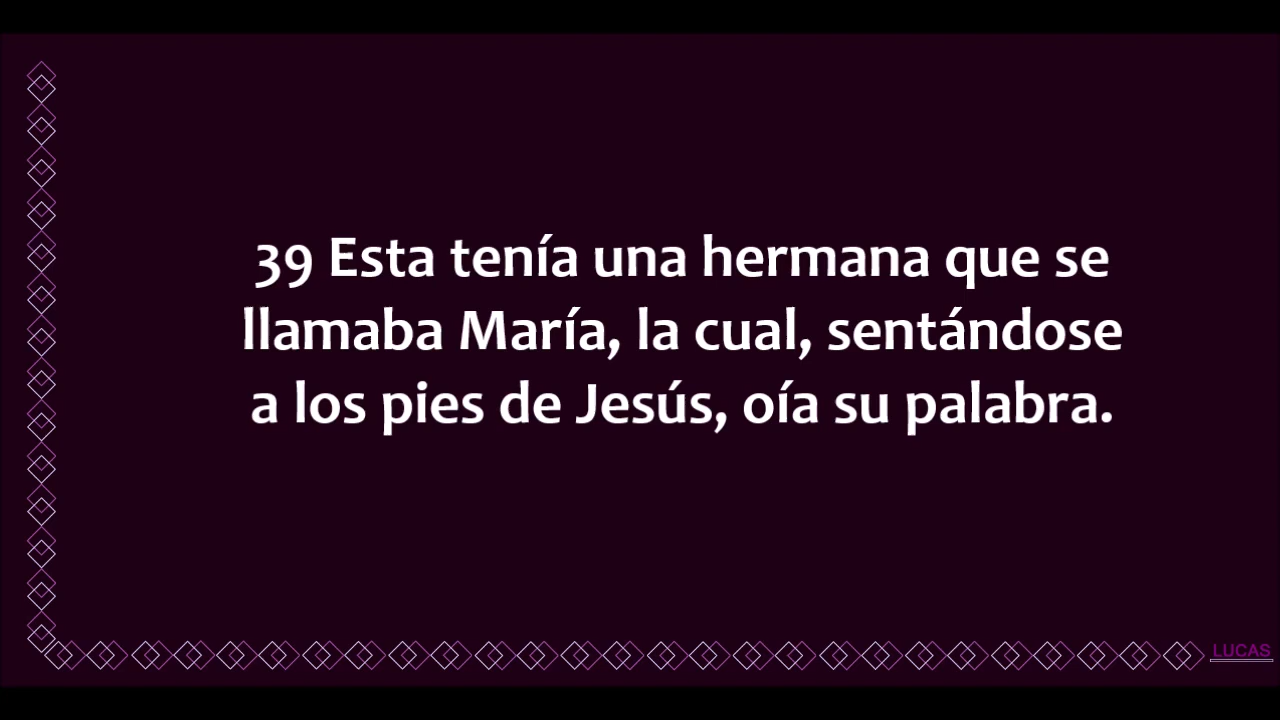 39 Esta tenía una hermana que se
llamaba María, la cual, sentándose
a los pies de Jesús, oía su palabra.
LUCAS